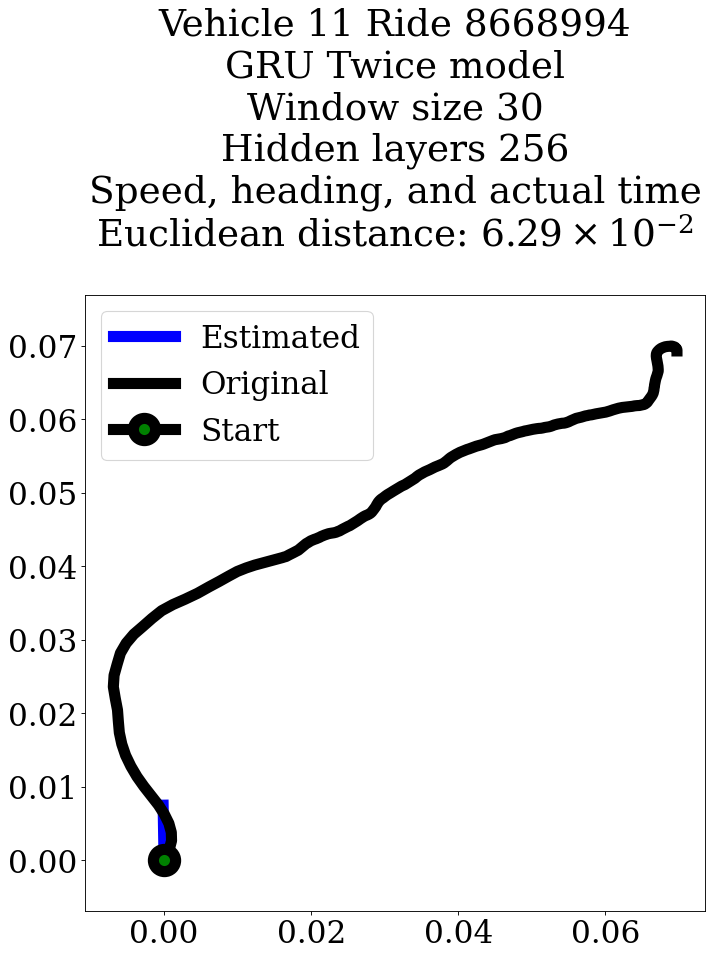 Vehicle 11 Ride 8668994
GRU Twice model
Window size 30
Hidden layers 256
Speed, heading, and actual time
Euclidean distance: 6.29 × 10⁻²
Estimated
Original
Start
0.07
0.06
0.05
0.04
0.03
0.02
0.01
0.00
0.00 0.02 0.04 0.06